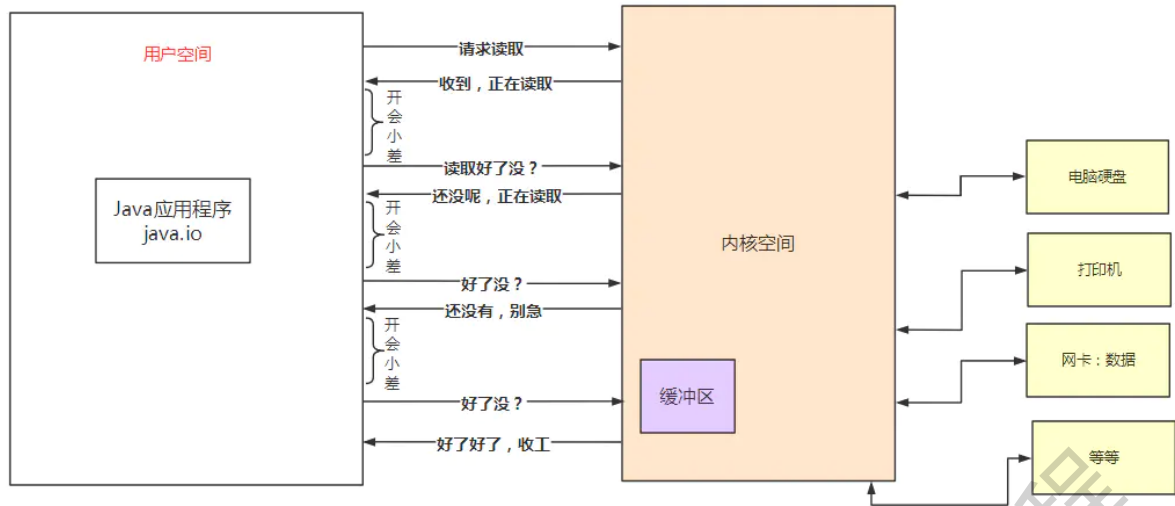 用户空间
Java应用程序
java.io
请求读取
收到，正在读取
开会小差
读取好了没？
还没呢，正在读取
开会小差
好了没？
还没有，别急
开会小差
好了没？
好了好了，收工
内核空间
缓冲区
电脑硬盘
打印机
网卡：数据
等等